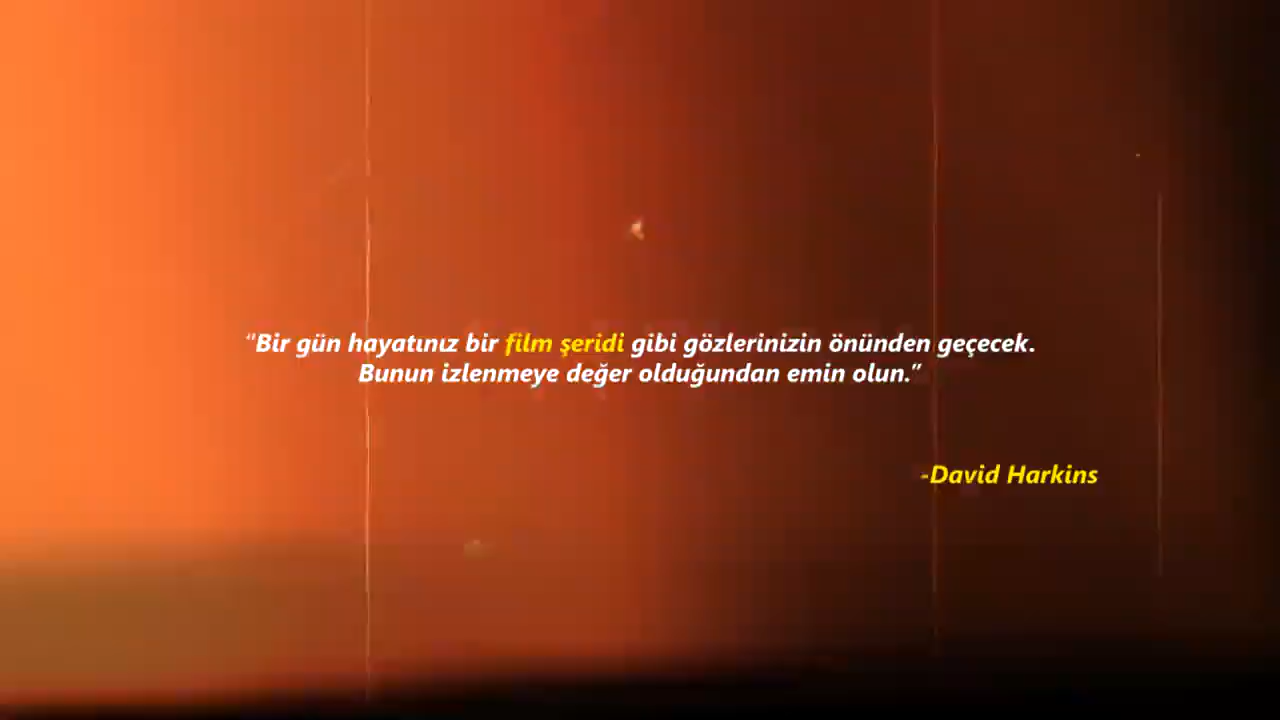 “Bir gün hayatınız bir film şeridi gibi gözlerinizin önünden geçecek.
Bunun izlenmeye değer olduğundan emin olun.”
-David Harkins